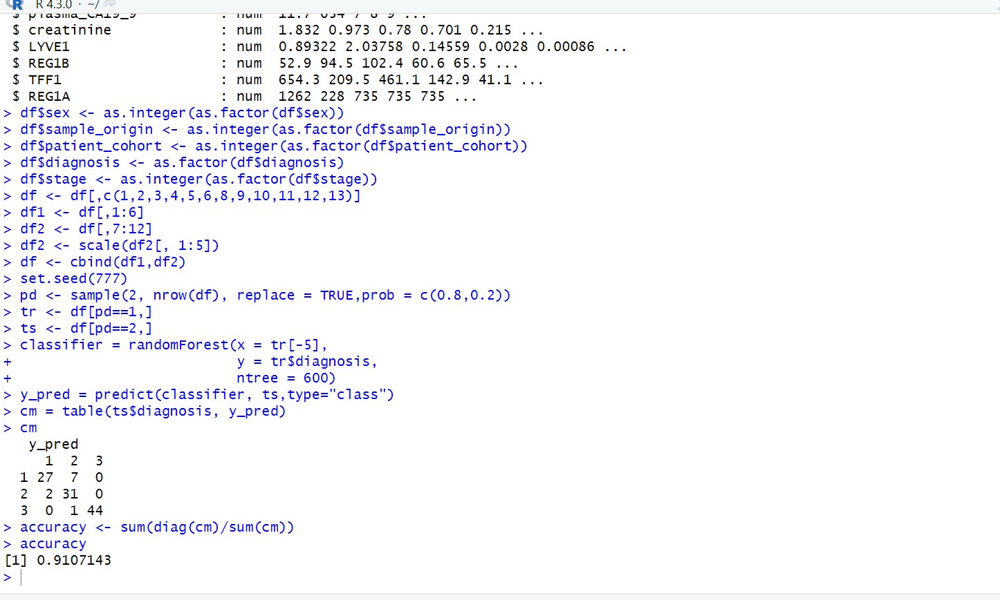 R R 4.3.0 · ~/
$ plasma_CA19_9 : num 11.7 7 8 9 ...
$ creatinine : num 1.832 0.973 0.78 0.701 0.215 ...
$ LYVE1 : num 0.89322 2.03758 0.14559 0.0028 0.00086 ...
$ REG1B : num 52.9 94.5 102.4 60.6 65.5 ...
$ TFF1 : num 654.3 209.5 461.1 142.9 41.1 ...
$ REG1A : num 1262 228 735 735 735 ...
> df$sex <- as.integer(as.factor(df$sex))
> df$sample_origin <- as.integer(as.factor(df$sample_origin))
> df$patient_cohort <- as.integer(as.factor(df$patient_cohort))
> df$diagnosis <- as.factor(df$diagnosis)
> df$stage <- as.integer(as.factor(df$stage))
> df <- df[,c(1,2,3,4,5,6,8,9,10,11,12,13)]
> df1 <- df[,1:6]
> df2 <- df[,7:12]
> df2 <- scale(df2[, 1:5])
> df <- cbind(df1,df2)
> set.seed(777)
> pd <- sample(2, nrow(df), replace = TRUE,prob = c(0.8,0.2))
> tr <- df[pd==1,]
> ts <- df[pd==2,]
> classifier = randomForest(x = tr[-5],
+ y = tr$diagnosis,
+ ntree = 600)
> y_pred = predict(classifier, ts,type="class")
> cm = table(ts$diagnosis, y_pred)
> cm
y_pred
1 2 3
1 27 7 0
2 2 31 0
3 0 1 44
> accuracy <- sum(diag(cm)/sum(cm))
> accuracy
[1] 0.9107143
>